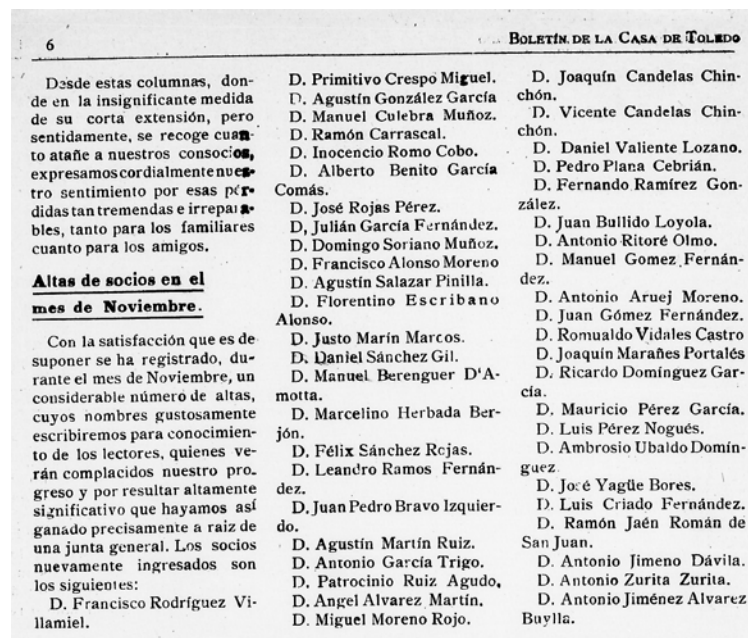 6
BOLETÍN DE LA CASA DE TOLEDO
Desde estas columnas, don-
de en la insignificante medida
de su corta extensión, pero
sentidamente, se recoge cuan-
to atañe a nuestros consocios,
expresamos cordialmente nues-
tro sentimiento por esas pér-
didas tan tremendas e irrepara-
bles, tanto para los familiares
cuanto para los amigos.
Altas de socios en el
mes de Noviembre.
Con la satisfacción que es de
suponer se ha registrado, du-
rante el mes de Noviembre, un
considerable número de altas,
cuyos nombres gustosamente
escribiremos para conocimien-
to de los lectores, quienes ve-
rán complacidos nuestro pro-
greso y por resultar altamente
significativo que hayamos así
ganado precisamente a raiz de
una junta general. Los socios
nuevamente ingresados son
los siguientes:
D. Francisco Rodríguez Vi-
llamiel.
D. Primitivo Crespo Miguel.
D. Agustín González García
D. Manuel Culebra Muñoz.
D. Ramón Carrascal.
D. Inocencio Romo Cobo.
D. Alberto Benito García
Comás.
D. José Rojas Pérez.
D, Julián García Fernández.
D. Domingo Soriano Muñoz.
D. Francisco Alonso Moreno
D. Agustín Salazar Pinilla.
D. Florentino Escribano
Alonso.
D. Justo Marín Marcos.
D. Daniel Sánchez Gil.
D. Manuel Berenguer D'A-
motta.
D. Marcelino Herbada Ber-
jón.
D. Félix Sánchez Rojas.
D. Leandro Ramos Fernán-
dez.
D. Juan Pedro Bravo Izquier-
do.
D. Agustín Martín Ruiz.
D. Antonio García Trigo.
D. Patrocinio Ruiz Agudo,
D. Angel Alvarez Martín.
D. Miguel Moreno Rojo.
D. Joaquín Candelas Chin-
chón.
D. Vicente Candelas Chin-
chón.
D. Daniel Valiente Lozano.
D. Pedro Plana Cebrián.
D. Fernando Ramírez Gon-
zález.
D. Juan Bullido Loyola.
D. Antonio Ritoré Olmo.
D. Manuel Gomez Fernán-
dez.
D. Antonio Aruej Moreno.
D. Juan Gómez Fernández.
D. Romualdo Vidales Castro
D. Joaquín Marañes Portalés
D. Ricardo Domínguez Gar-
cía.
D. Mauricio Pérez García.
D. Luis Pérez Nogués.
D. Ambrosio Ubaldo Domín-
guez.
D. José Yagüe Bores.
D. Luis Criado Fernández.
D. Ramón Jaén Román de
San Juan.
D. Antonio Jimeno Dávila.
D. Antonio Zurita Zurita.
D. Antonio Jiménez Alvarez
Buylla.